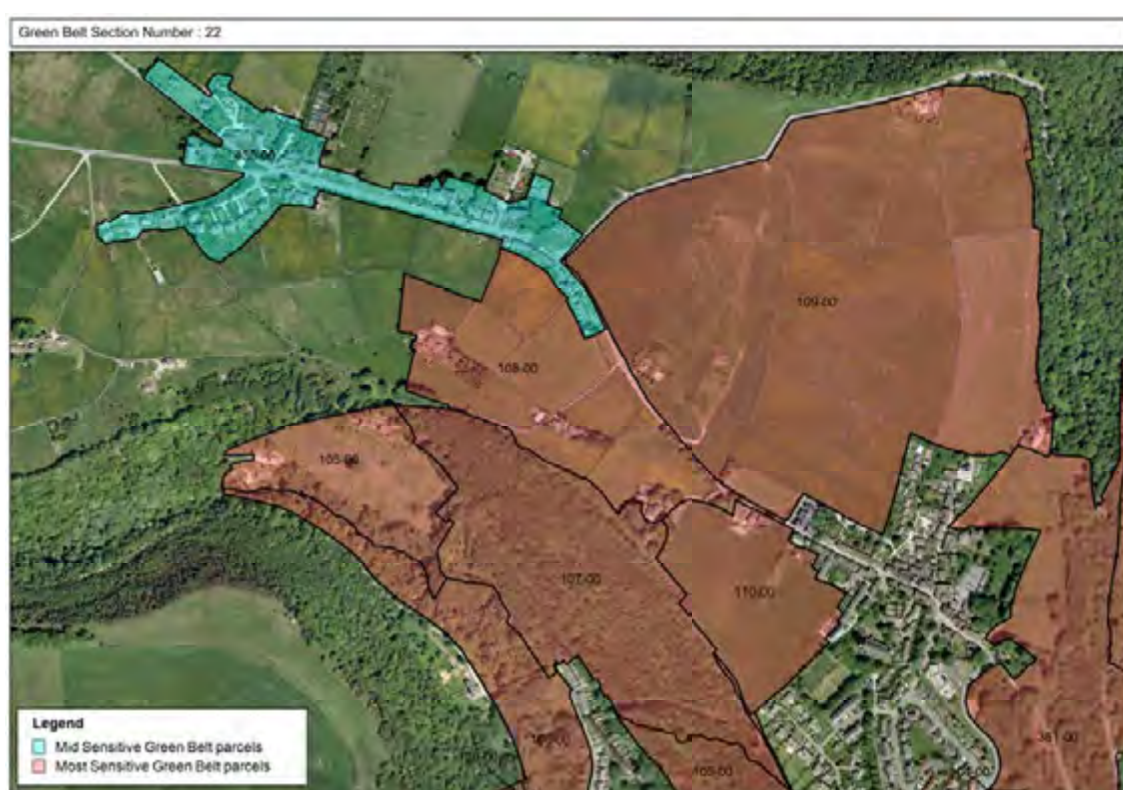 Green Belt Section Number : 22
109-00
108-00
107-00
110-00
Legend
Mid Sensitive Green Belt parcels
Most Sensitive Green Belt parcels